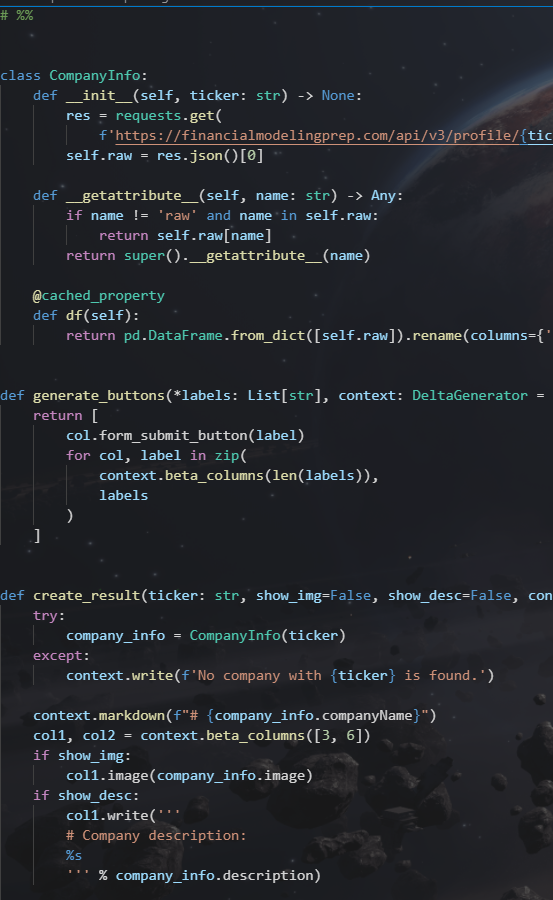 # %%
class CompanyInfo:
    def __init__(self, ticker: str) -> None:
        res = requests.get(
            f'https://financialmodelingprep.com/api/v3/profile/{tic
        self.raw = res.json()[0]
    def __getattribute__(self, name: str) -> Any:
        if name != 'raw' and name in self.raw:
            return self.raw[name]
        return super().__getattribute__(name)
    @cached_property
    def df(self):
        return pd.DataFrame.from_dict([self.raw]).rename(columns={'
def generate_buttons(*labels: List[str], context: DeltaGenerator =
    return [
        col.form_submit_button(label)
        for col, label in zip(
            context.beta_columns(len(labels)),
            labels
        )
    ]
def create_result(ticker: str, show_img=False, show_desc=False, con
    try:
        company_info = CompanyInfo(ticker)
    except:
        context.write(f'No company with {ticker} is found.')
    context.markdown(f"# {company_info.companyName}")
    col1, col2 = context.beta_columns([3, 6])
    if show_img:
        col1.image(company_info.image)
    if show_desc:
        col1.write('''
        # Company description:
        %s
        ''' % company_info.description)